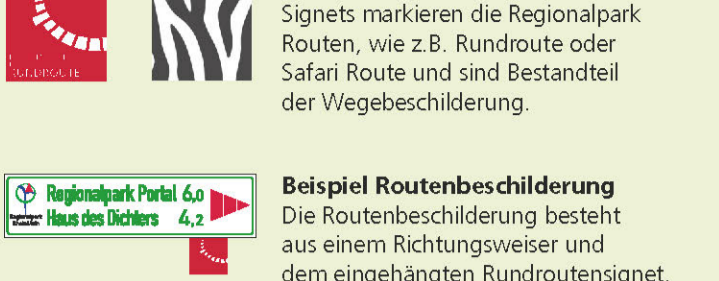 RUNDROUTE
Signets markieren die Regionalpark
Routen, wie z.B. Rundroute oder
Safari Route und sind Bestandteil
der Wegebeschilderung.
Regionalpark Portal 6,0
Haus des Dichters 4,2
Beispiel Routenbeschilderung
Die Routenbeschilderung besteht
aus einem Richtungsweiser und
dem eingehängten Rundroutensignet.